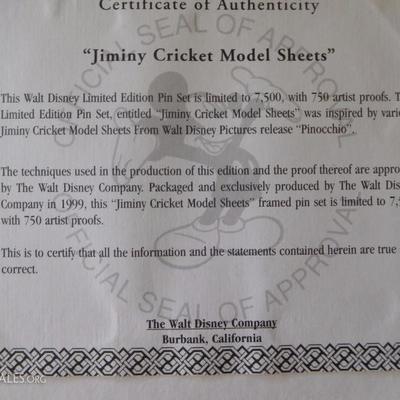 Certificate of Authenticity
"Jiminy Cricket Model Sheets"
This Walt Disney Limited Edition Pin Set is limited to 7,500, with 750 artist proofs. T
Limited Edition Pin Set, entitled "Jiminy Cricket Model Sheets" was inspired by vari
Jiminy Cricket Model Sheets From Walt Disney Pictures release "Pinocchio".
The techniques used in the production of this edition and the proof thereof are appro
by The Walt Disney Company. Packaged and exclusively produced by The Walt Dis
Company in 1999, this "Jiminy Cricket Model Sheets" framed pin set is limited to 7,5
with 750 artist proofs.
This is to certify that all the information and the statements contained herein are true
correct.
OFFICIAL SEAL OF APPROVAL
OFFICIAL SEAL OF APPROVAL
The Walt Disney Company
Burbank, California
ALES.ORG